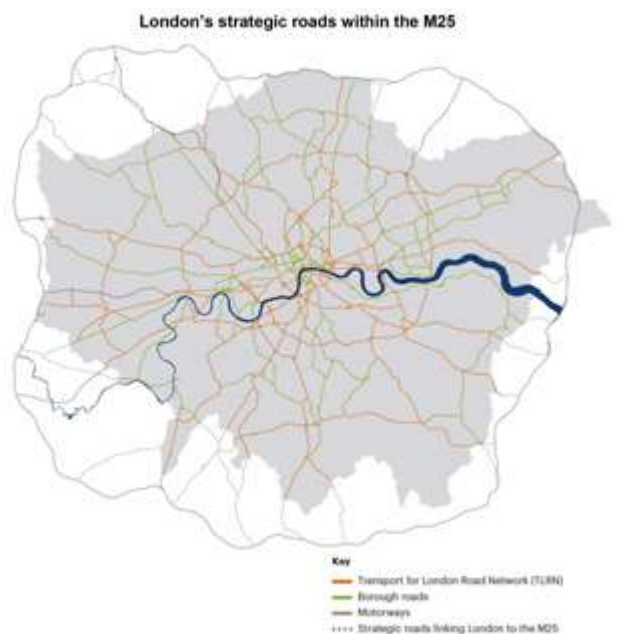 London's strategic roads within the M25
Key
Transport for London Road Network (TLRN)
Borough roads
Motorways
Strategic roads linking London to the M25